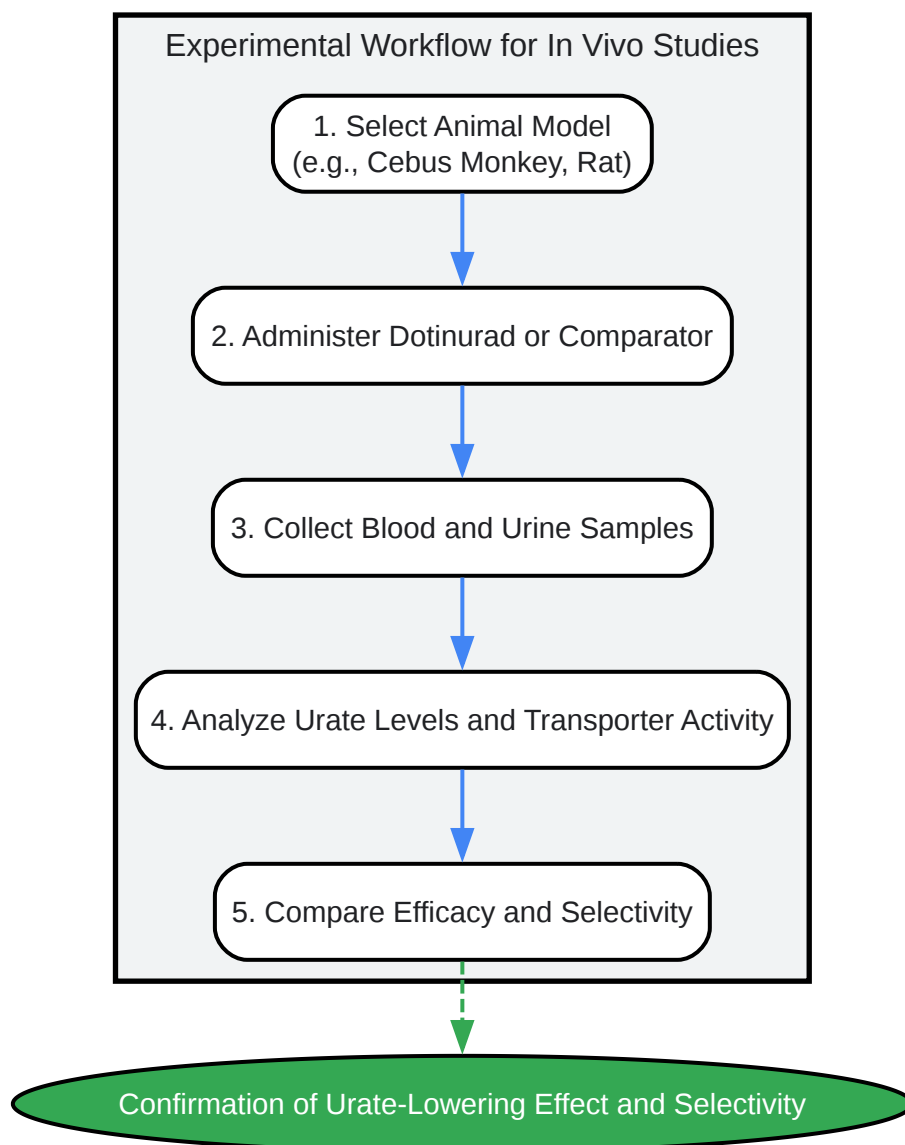 Experimental Workflow for In Vivo Studies
1. Select Animal Model
(e.g., Cebus Monkey, Rat)
2. Administer Dotinurad or Comparator
3. Collect Blood and Urine Samples
4. Analyze Urate Levels and Transporter Activity
5. Compare Efficacy and Selectivity
Confirmation of Urate-Lowering Effect and Selectivity